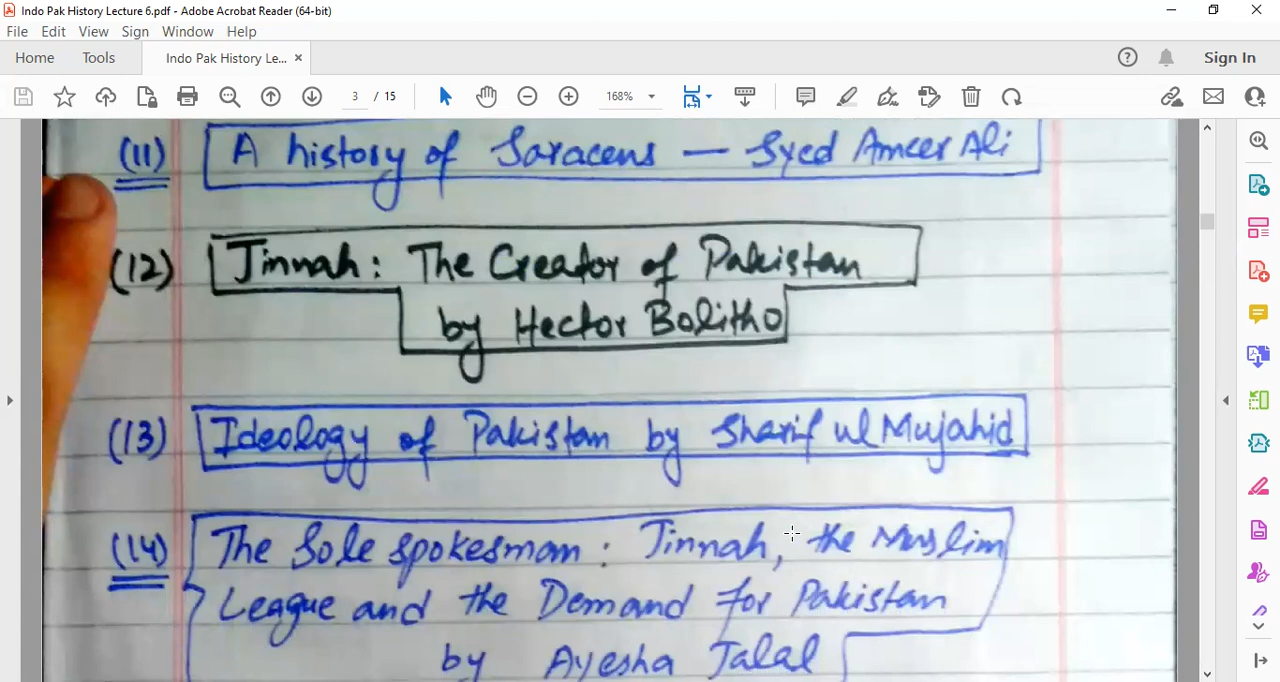 Indo Pak History Lecture 6.pdf - Adobe Acrobat Reader (64-bit)
File Edit View Sign Window Help
Home Tools Indo Pak History Le... × Sign In
3 / 15 168%
(11) A history of Saracens — Syed Ameer Ali
(12) Jinnah: The Creator of Pakistan
by Hector Bolitho
(13) Ideology of Pakistan by Sharif ul Mujahid
(14) The Sole Spokesman: Jinnah, the Muslim
League and the Demand for Pakistan
by Ayesha Jalal